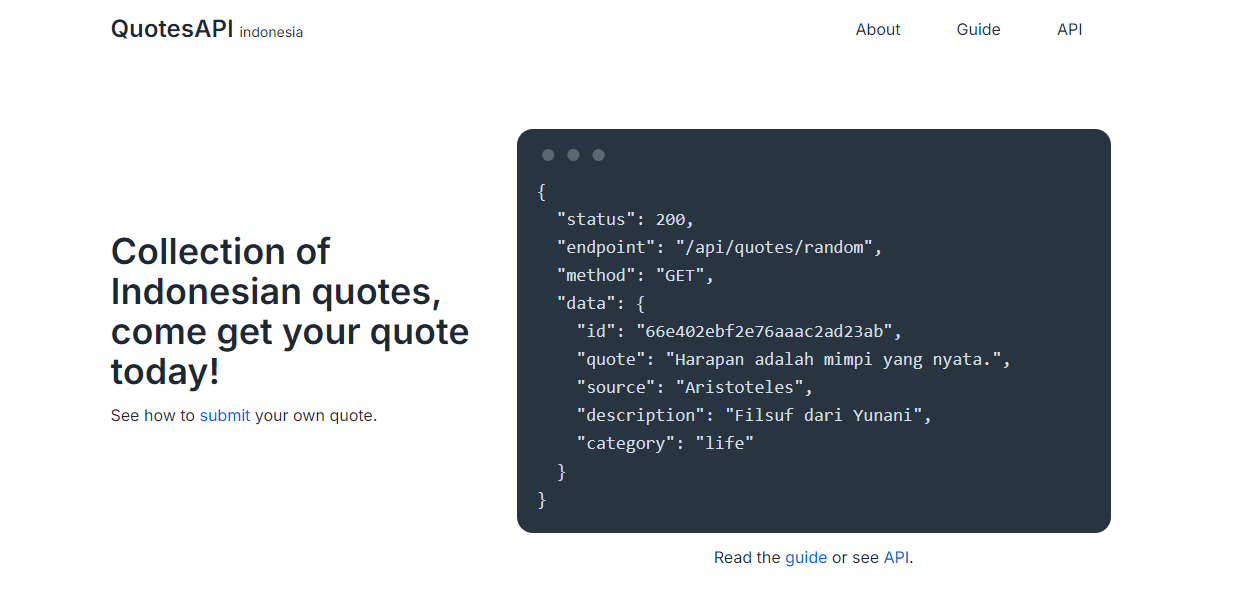 QuotesAPI indonesia
About Guide API
Collection of
Indonesian quotes,
come get your quote
today!
See how to submit your own quote.
{
"status": 200,
"endpoint": "/api/quotes/random",
"method": "GET",
"data": {
"id": "66e402ebf2e76aaac2ad23ab",
"quote": "Harapan adalah mimpi yang nyata.",
"source": "Aristoteles",
"description": "Filsuf dari Yunani",
"category": "life"
}
}
Read the guide or see API.